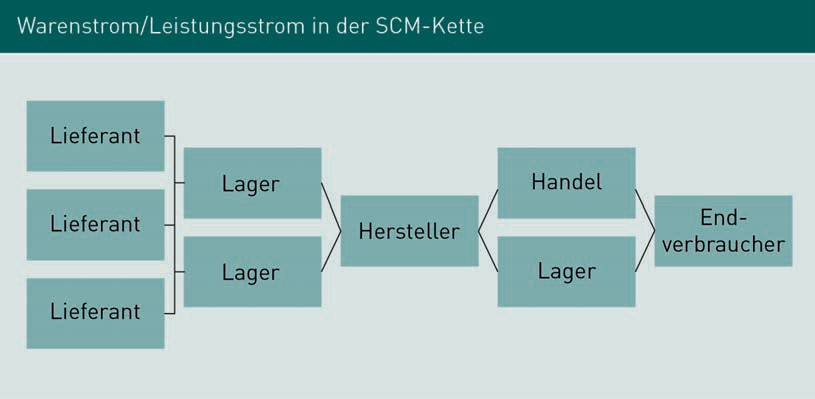 Warenstrom/Leistungsstrom in der SCM-Kette
Lieferant
Lieferant
Lieferant
Lager
Lager
Hersteller
Handel
Lager
End-
verbraucher